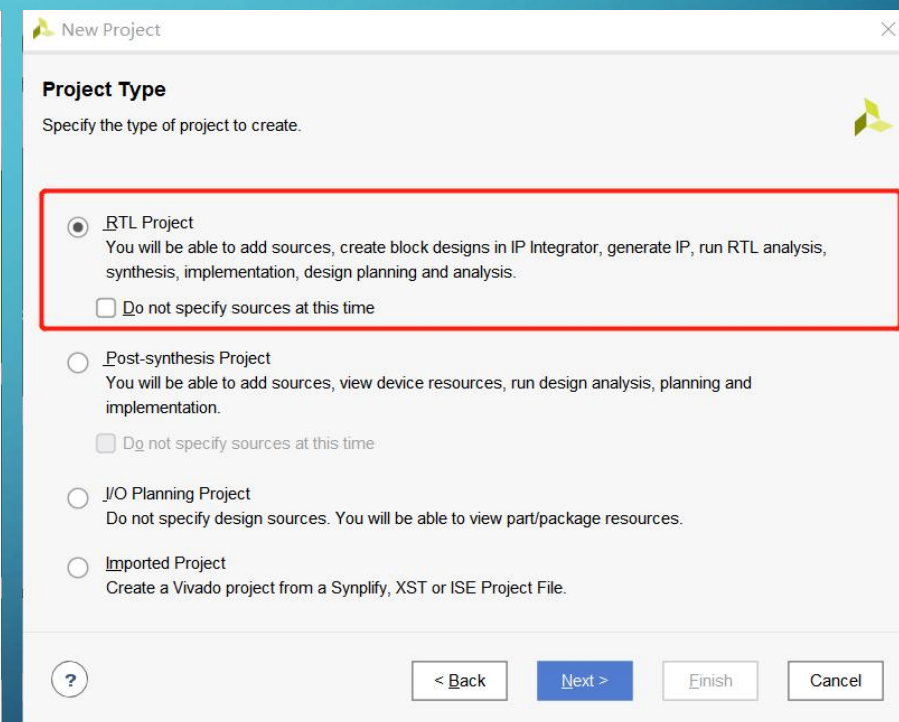 New Project
Project Type
Specify the type of project to create.
RTL Project
You will be able to add sources, create block designs in IP Integrator, generate IP, run RTL analysis,
synthesis, implementation, design planning and analysis.
Do not specify sources at this time
Post-synthesis Project
You will be able to add sources, view device resources, run design analysis, planning and
implementation.
Do not specify sources at this time
I/O Planning Project
Do not specify design sources. You will be able to view part/package resources.
Imported Project
Create a Vivado project from a Synplify, XST or ISE Project File.
? < Back Next > Finish Cancel